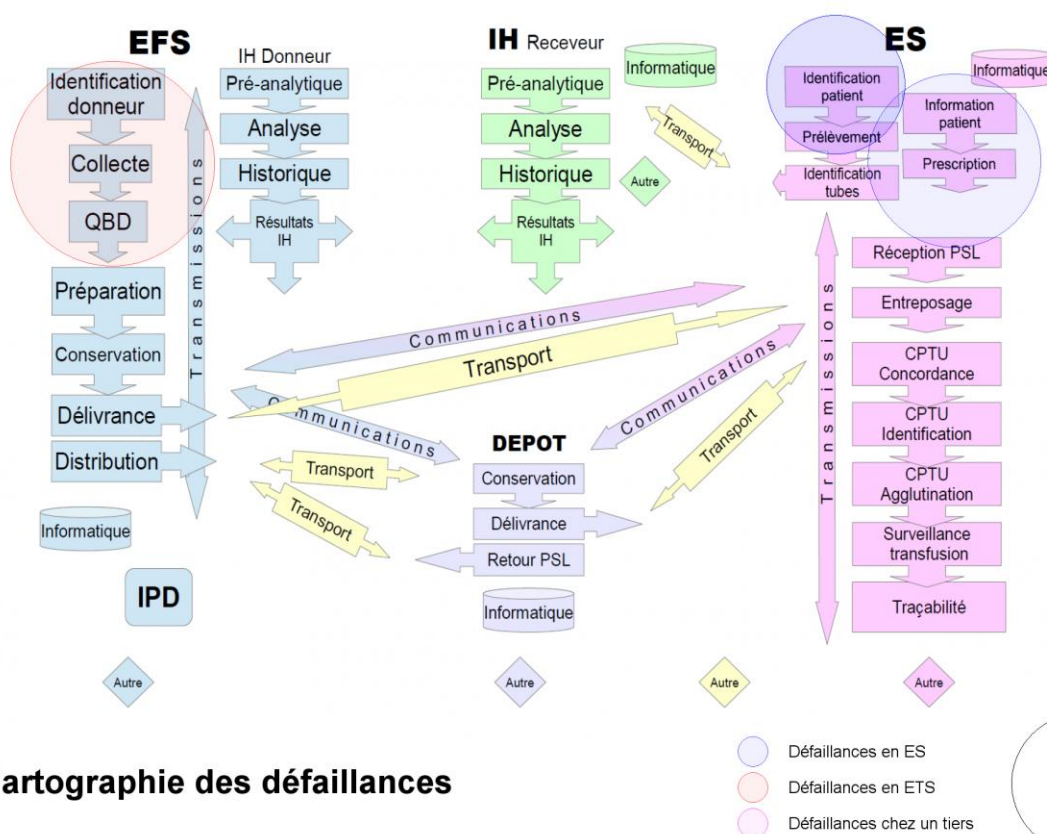 EFS
Identification
donneur
Collecte
QBD
Préparation
Conservation
Délivrance
Distribution
Informatique
IPD
Autre
Transmissions
IH Donneur
Pré-analytique
Analyse
Historique
Résultats
IH
IH Receveur
Pré-analytique
Analyse
Historique
Résultats
IH
Informatique
Transport
Autre
ES
Informatique
Identification
patient
Prélèvement
Identification
tubes
Information
patient
Prescription
Transmissions
Réception PSL
Entreposage
CPTU
Concordance
CPTU
Identification
CPTU
Agglutination
Surveillance
transfusion
Traçabilité
Autre
Communications
Transport
Communications
Communications
Transport
Transport
Transport
DEPOT
Conservation
Délivrance
Retour PSL
Informatique
Autre
Autre
artographie des défaillances
Défaillances en ES
Défaillances en ETS
Défaillances chez un tiers